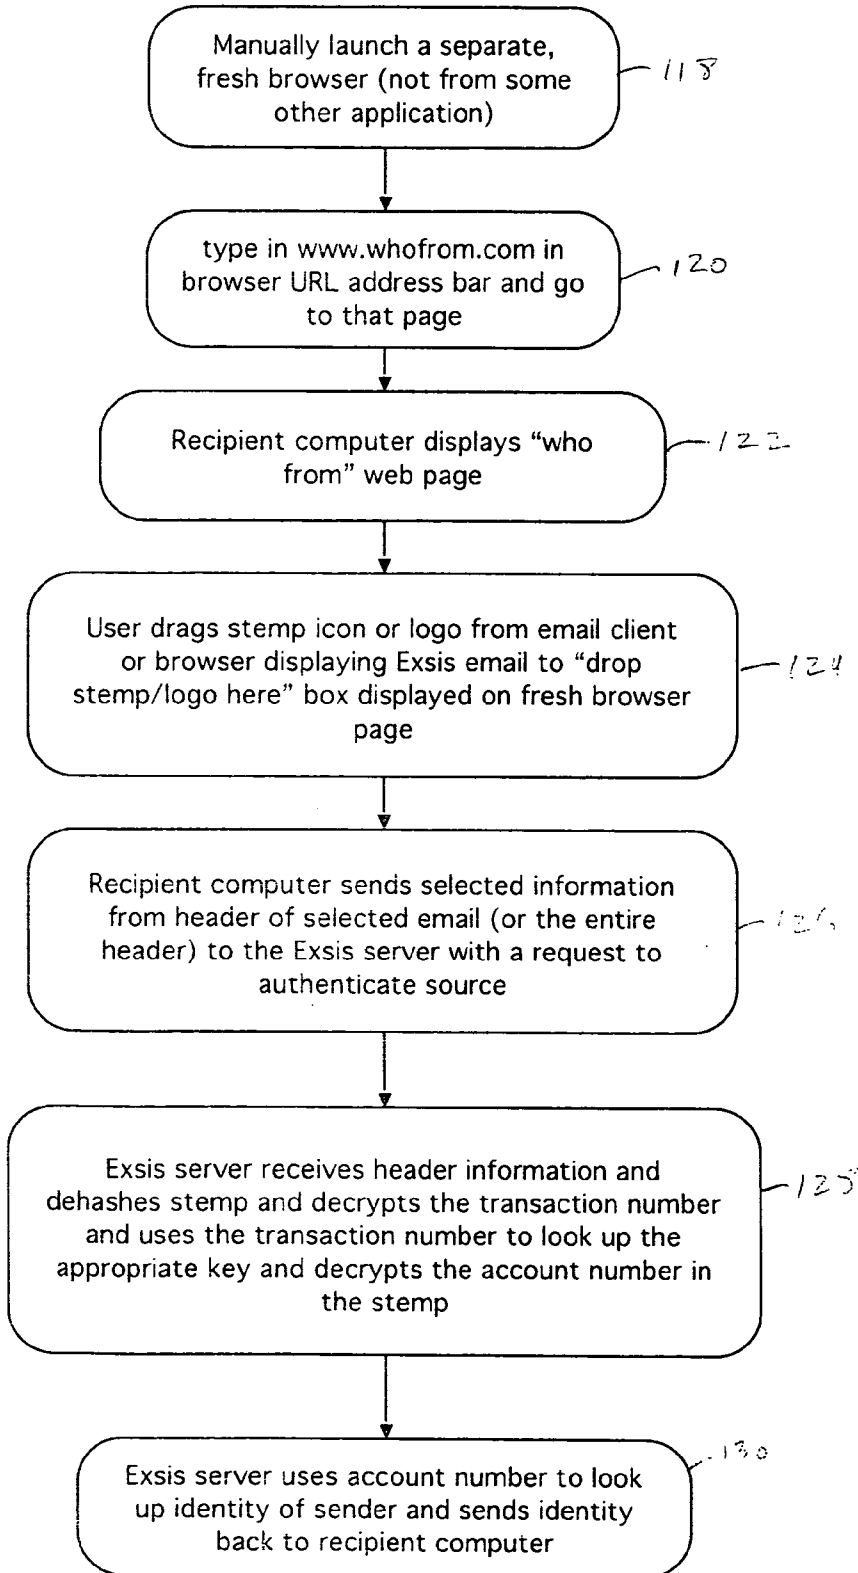 Manually launch a separate,
fresh browser (not from some
other application)
118
type in www.whofrom.com in
browser URL address bar and go
to that page
120
Recipient computer displays “who
from” web page
122
User drags stemp icon or logo from email client
or browser displaying Exsis email to “drop
stemp/logo here” box displayed on fresh browser
page
124
Recipient computer sends selected information
from header of selected email (or the entire
header) to the Exsis server with a request to
authenticate source
126
Exsis server receives header information and
dehashes stemp and decrypts the transaction number
and uses the transaction number to look up the
appropriate key and decrypts the account number in
the stemp
128
Exsis server uses account number to look
up identity of sender and sends identity
back to recipient computer
130